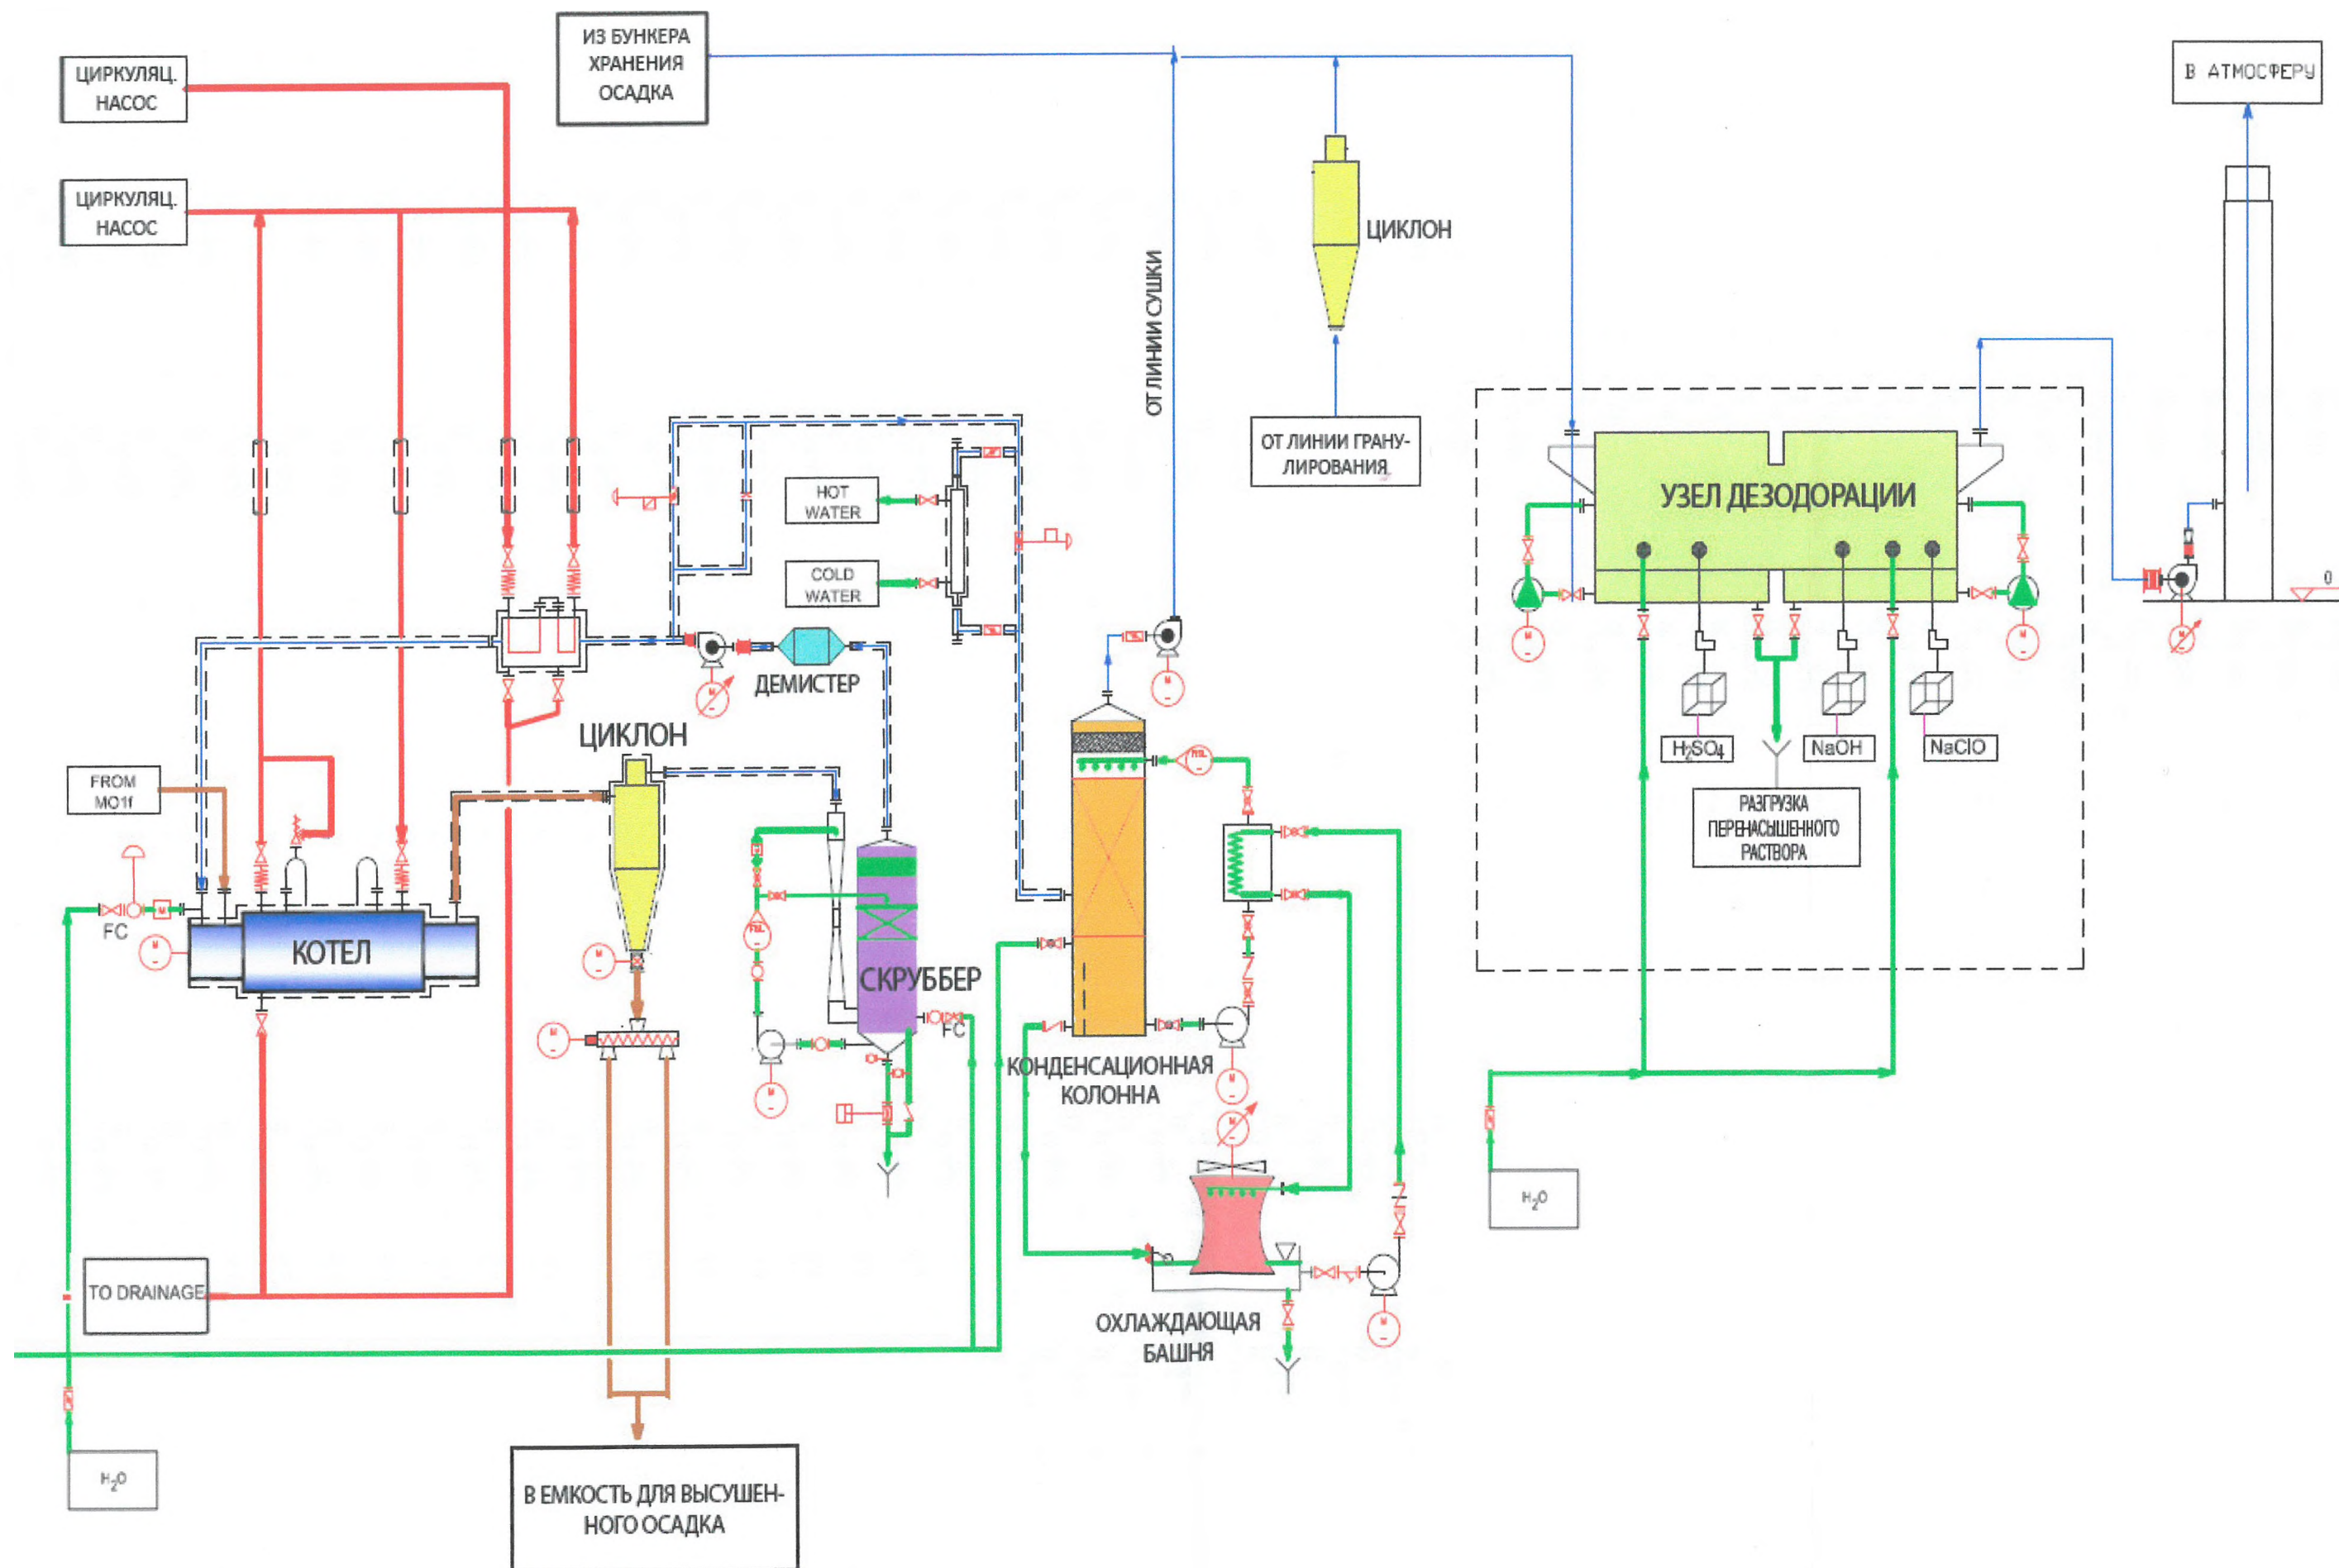 ИЗ БУНКЕРА
ХРАНЕНИЯ
ОСАДКА
ЦИРКУЛЯЦ.
НАСОС
В АТМОСФЕРУ
ЦИРКУЛЯЦ.
НАСОС
ЦИКЛОН
ОТ ЛИНИИ СУШКИ
ОТ ЛИНИИ ГРАНУ-
ЛИРОВАНИЯ
HOT
WATER
COLD
WATER
УЗЕЛ ДЕЗОДОРАЦИИ
0
ДЕМИСТЕР
ЦИКЛОН
FROM
MO1f
H2SO4
NaOH
NaClO
РАЗГРУЗКА
ПЕРЕНАСЫШЕННОГО
РАСТВОРА
FC
КОТЕЛ
СКРУББЕР
FC
КОНДЕНСАЦИОННАЯ
КОЛОННА
H2O
TO DRAINAGE
ОХЛАЖДАЮЩАЯ
БАШНЯ
H2O
В ЕМКОСТЬ ДЛЯ ВЫСУШЕН-
НОГО ОСАДКА